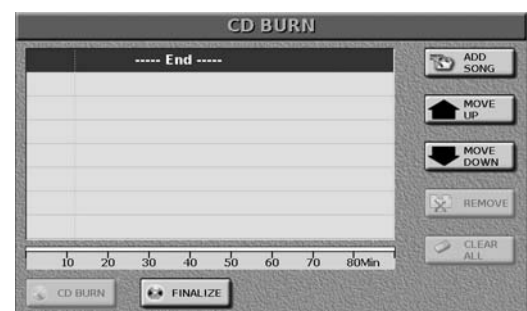 CD BURN
----- End -----
ADD
SONG
MOVE
UP
MOVE
DOWN
REMOVE
CLEAR
ALL
10 20 30 40 50 60 70 80Min
CD BURN
FINALIZE